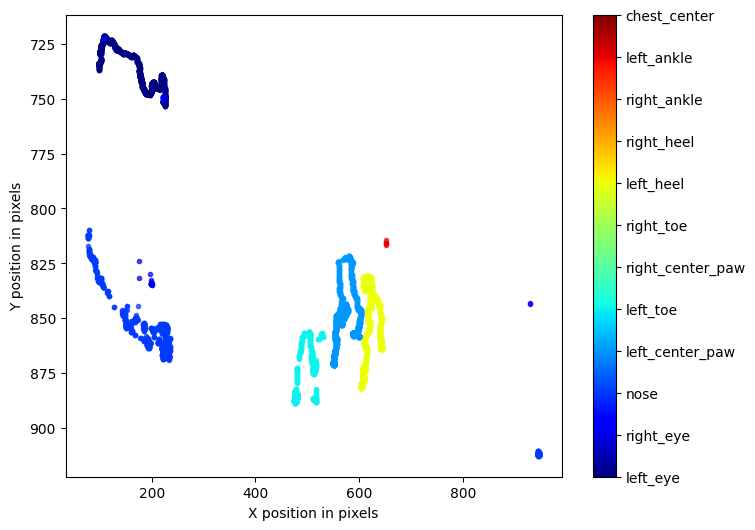 725
750
775
800
825
850
875
900
200
400
600
800
X position in pixels
Y position in pixels
chest_center
left_ankle
right_ankle
right_heel
left_heel
right_toe
right_center_paw
left_toe
left_center_paw
nose
right_eye
left_eye